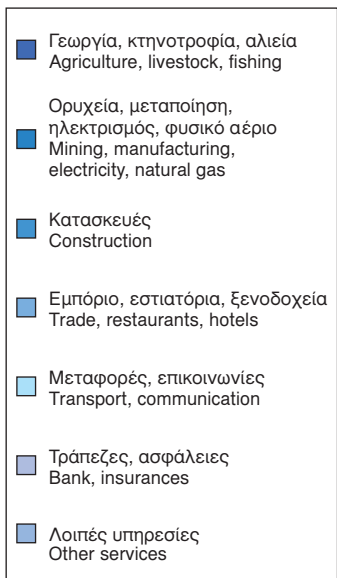 Γεωργία, κτηνοτροφία, αλιεία
Agriculture, livestock, fishing
Ορυχεία, μεταποίηση,
ηλεκτρισμός, φυσικό αέριο
Mining, manufacturing,
electricity, natural gas
Κατασκευές
Construction
Εμπόριο, εστιατόρια, ξενοδοχεία
Trade, restaurants, hotels
Μεταφορές, επικοινωνίες
Transport, communication
Τράπεζες, ασφάλειες
Bank, insurances
Λοιπές υπηρεσίες
Other services